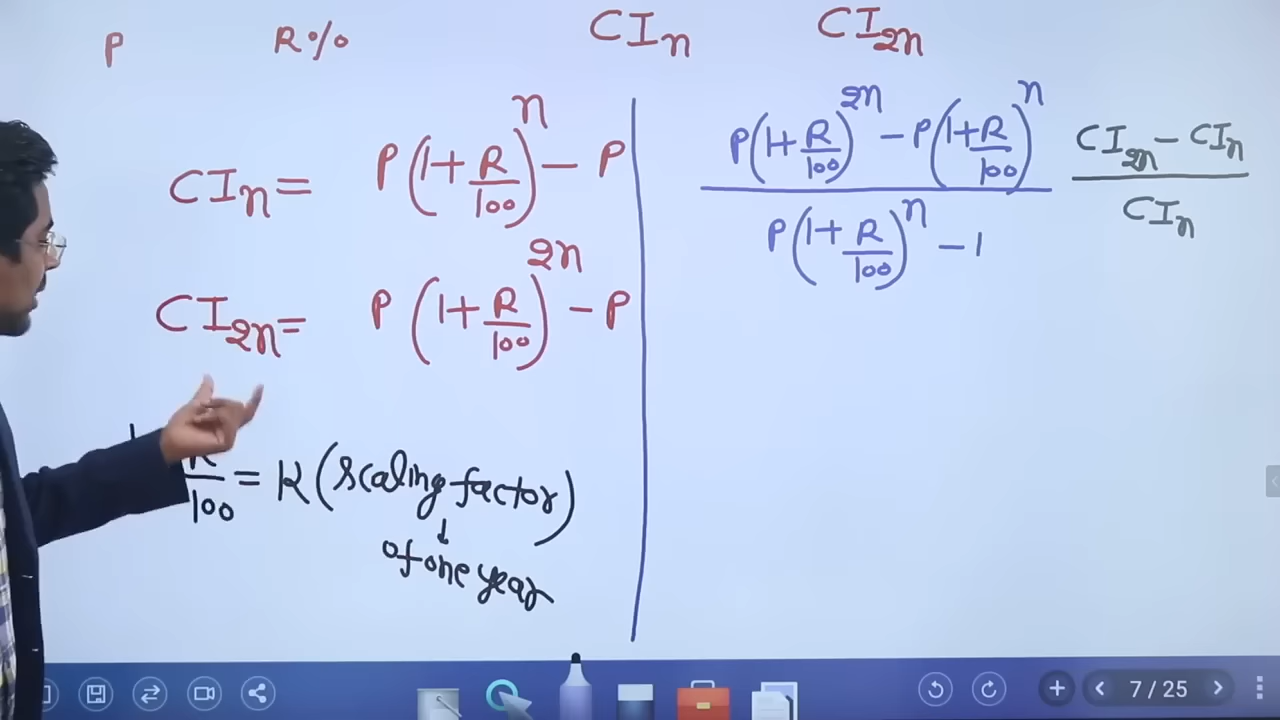 P R% CIn CI2n
CIn = P(1+R/100)^n − P
CI2n = P(1+R/100)^2n − P
R/100 = K (scaling factor)
↓
of one year
P(1+R/100)^2n − P(1+R/100)^n
P(1+R/100)^n − 1
CI2n − CIn
CIn
7 / 25